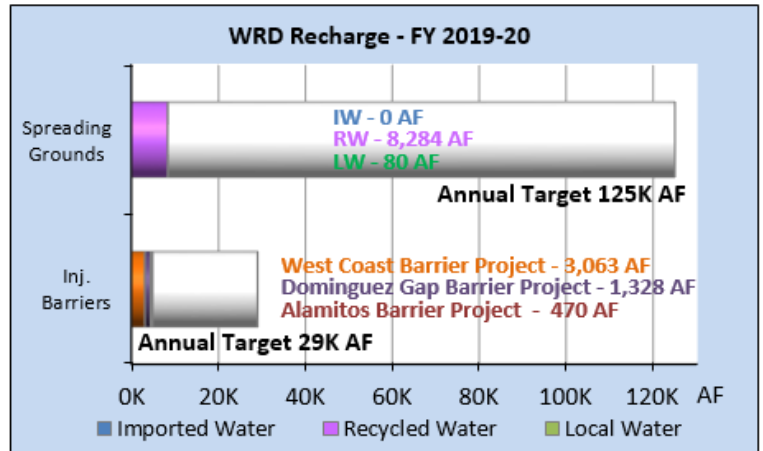 WRD Recharge - FY 2019-20
Spreading
Grounds
IW - 0 AF
RW - 8,284 AF
LW - 80 AF
Annual Target 125K AF
Inj.
Barriers
West Coast Barrier Project - 3,063 AF
Dominguez Gap Barrier Project - 1,328 AF
Alamitos Barrier Project - 470 AF
Annual Target 29K AF
0K 20K 40K 60K 80K 100K 120K AF
Imported Water Recycled Water Local Water